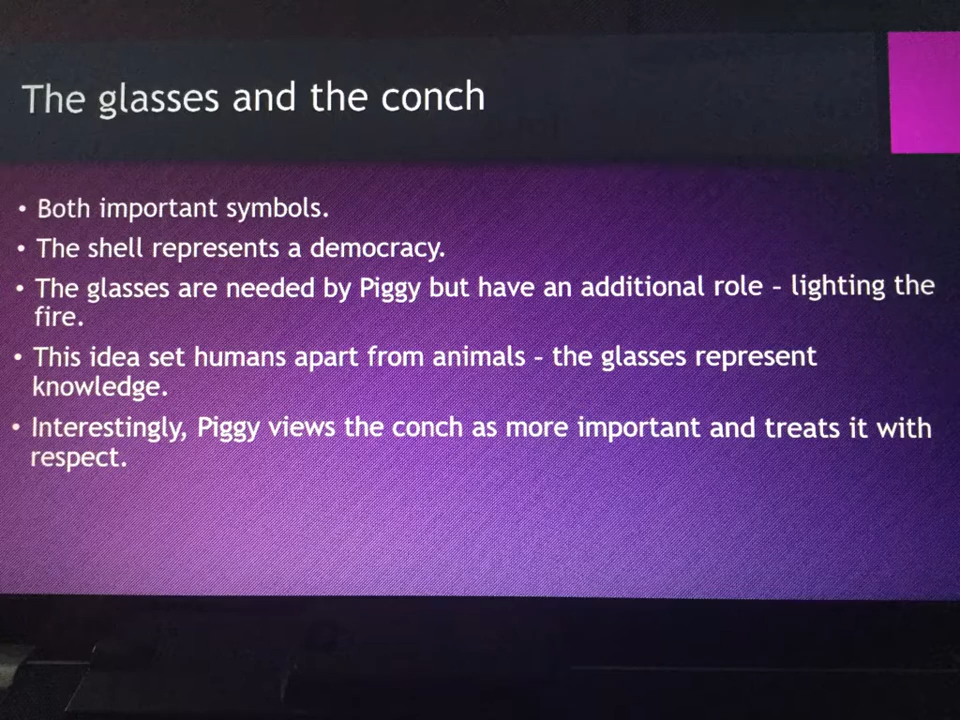 The glasses and the conch
• Both important symbols.
• The shell represents a democracy.
• The glasses are needed by Piggy but have an additional role – lighting the
fire.
• This idea set humans apart from animals – the glasses represent
knowledge.
• Interestingly, Piggy views the conch as more important and treats it with
respect.